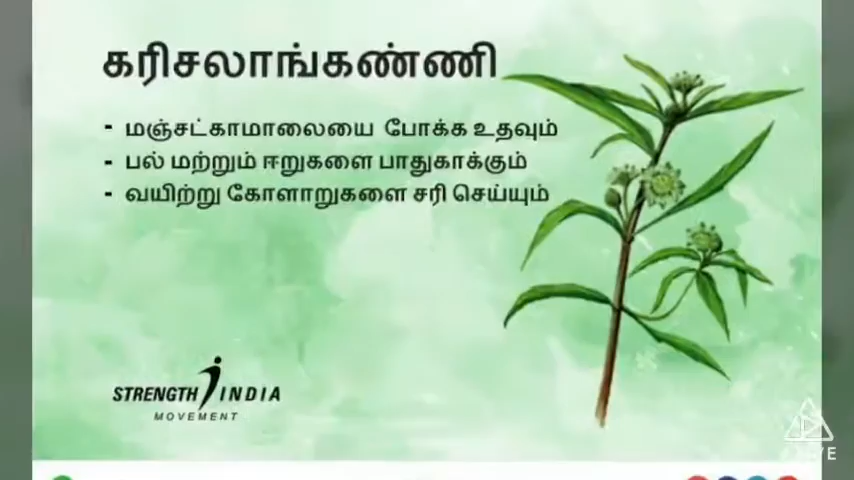 கரிசலாங்கண்ணி
- மஞ்சட்காமாலையை போக்க உதவும்
- பல் மற்றும் ஈறுகளை பாதுகாக்கும்
- வயிற்று கோளாறுகளை சரி செய்யும்
STRENGTH INDIA
MOVEMENT